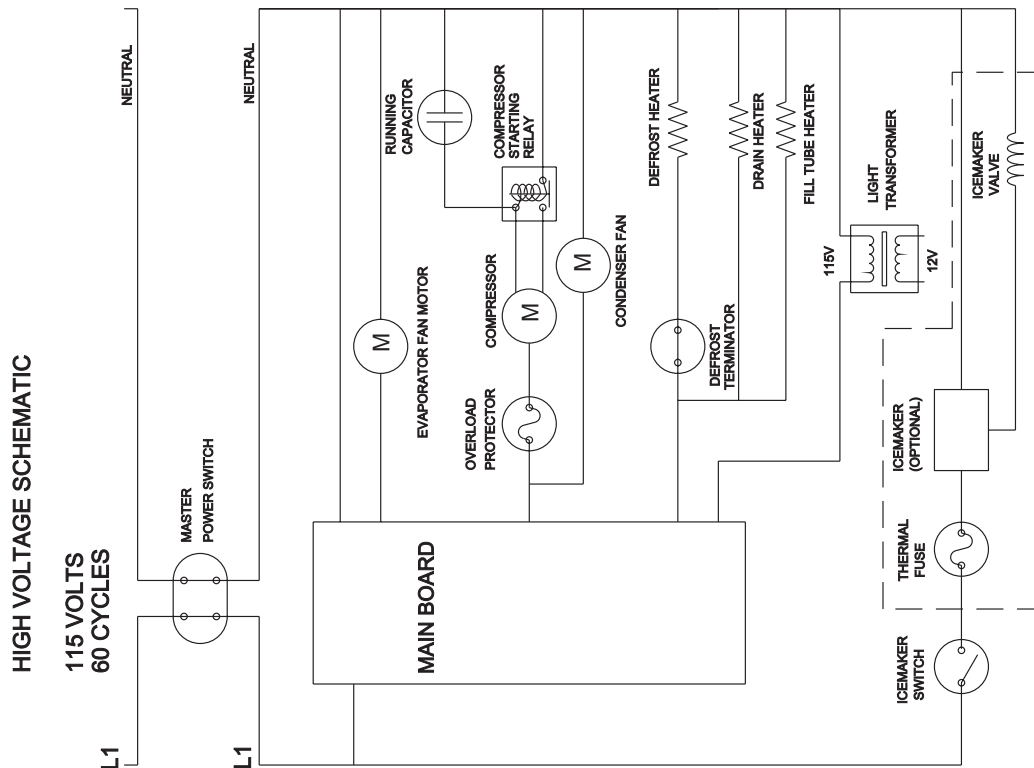 HIGH VOLTAGE SCHEMATIC
115 VOLTS
60 CYCLES
L1
NEUTRAL
MASTER
POWER SWITCH
L1
NEUTRAL
MAIN BOARD
EVAPORATOR FAN MOTOR
M
RUNNING
CAPACITOR
OVERLOAD
PROTECTOR
COMPRESSOR
M
COMPRESSOR
STARTING
RELAY
CONDENSER FAN
M
DEFROST
TERMINATOR
DEFROST HEATER
DRAIN HEATER
FILL TUBE HEATER
115V
12V
LIGHT
TRANSFORMER
ICEMAKER
SWITCH
THERMAL
FUSE
ICEMAKER
(OPTIONAL)
ICEMAKER
VALVE